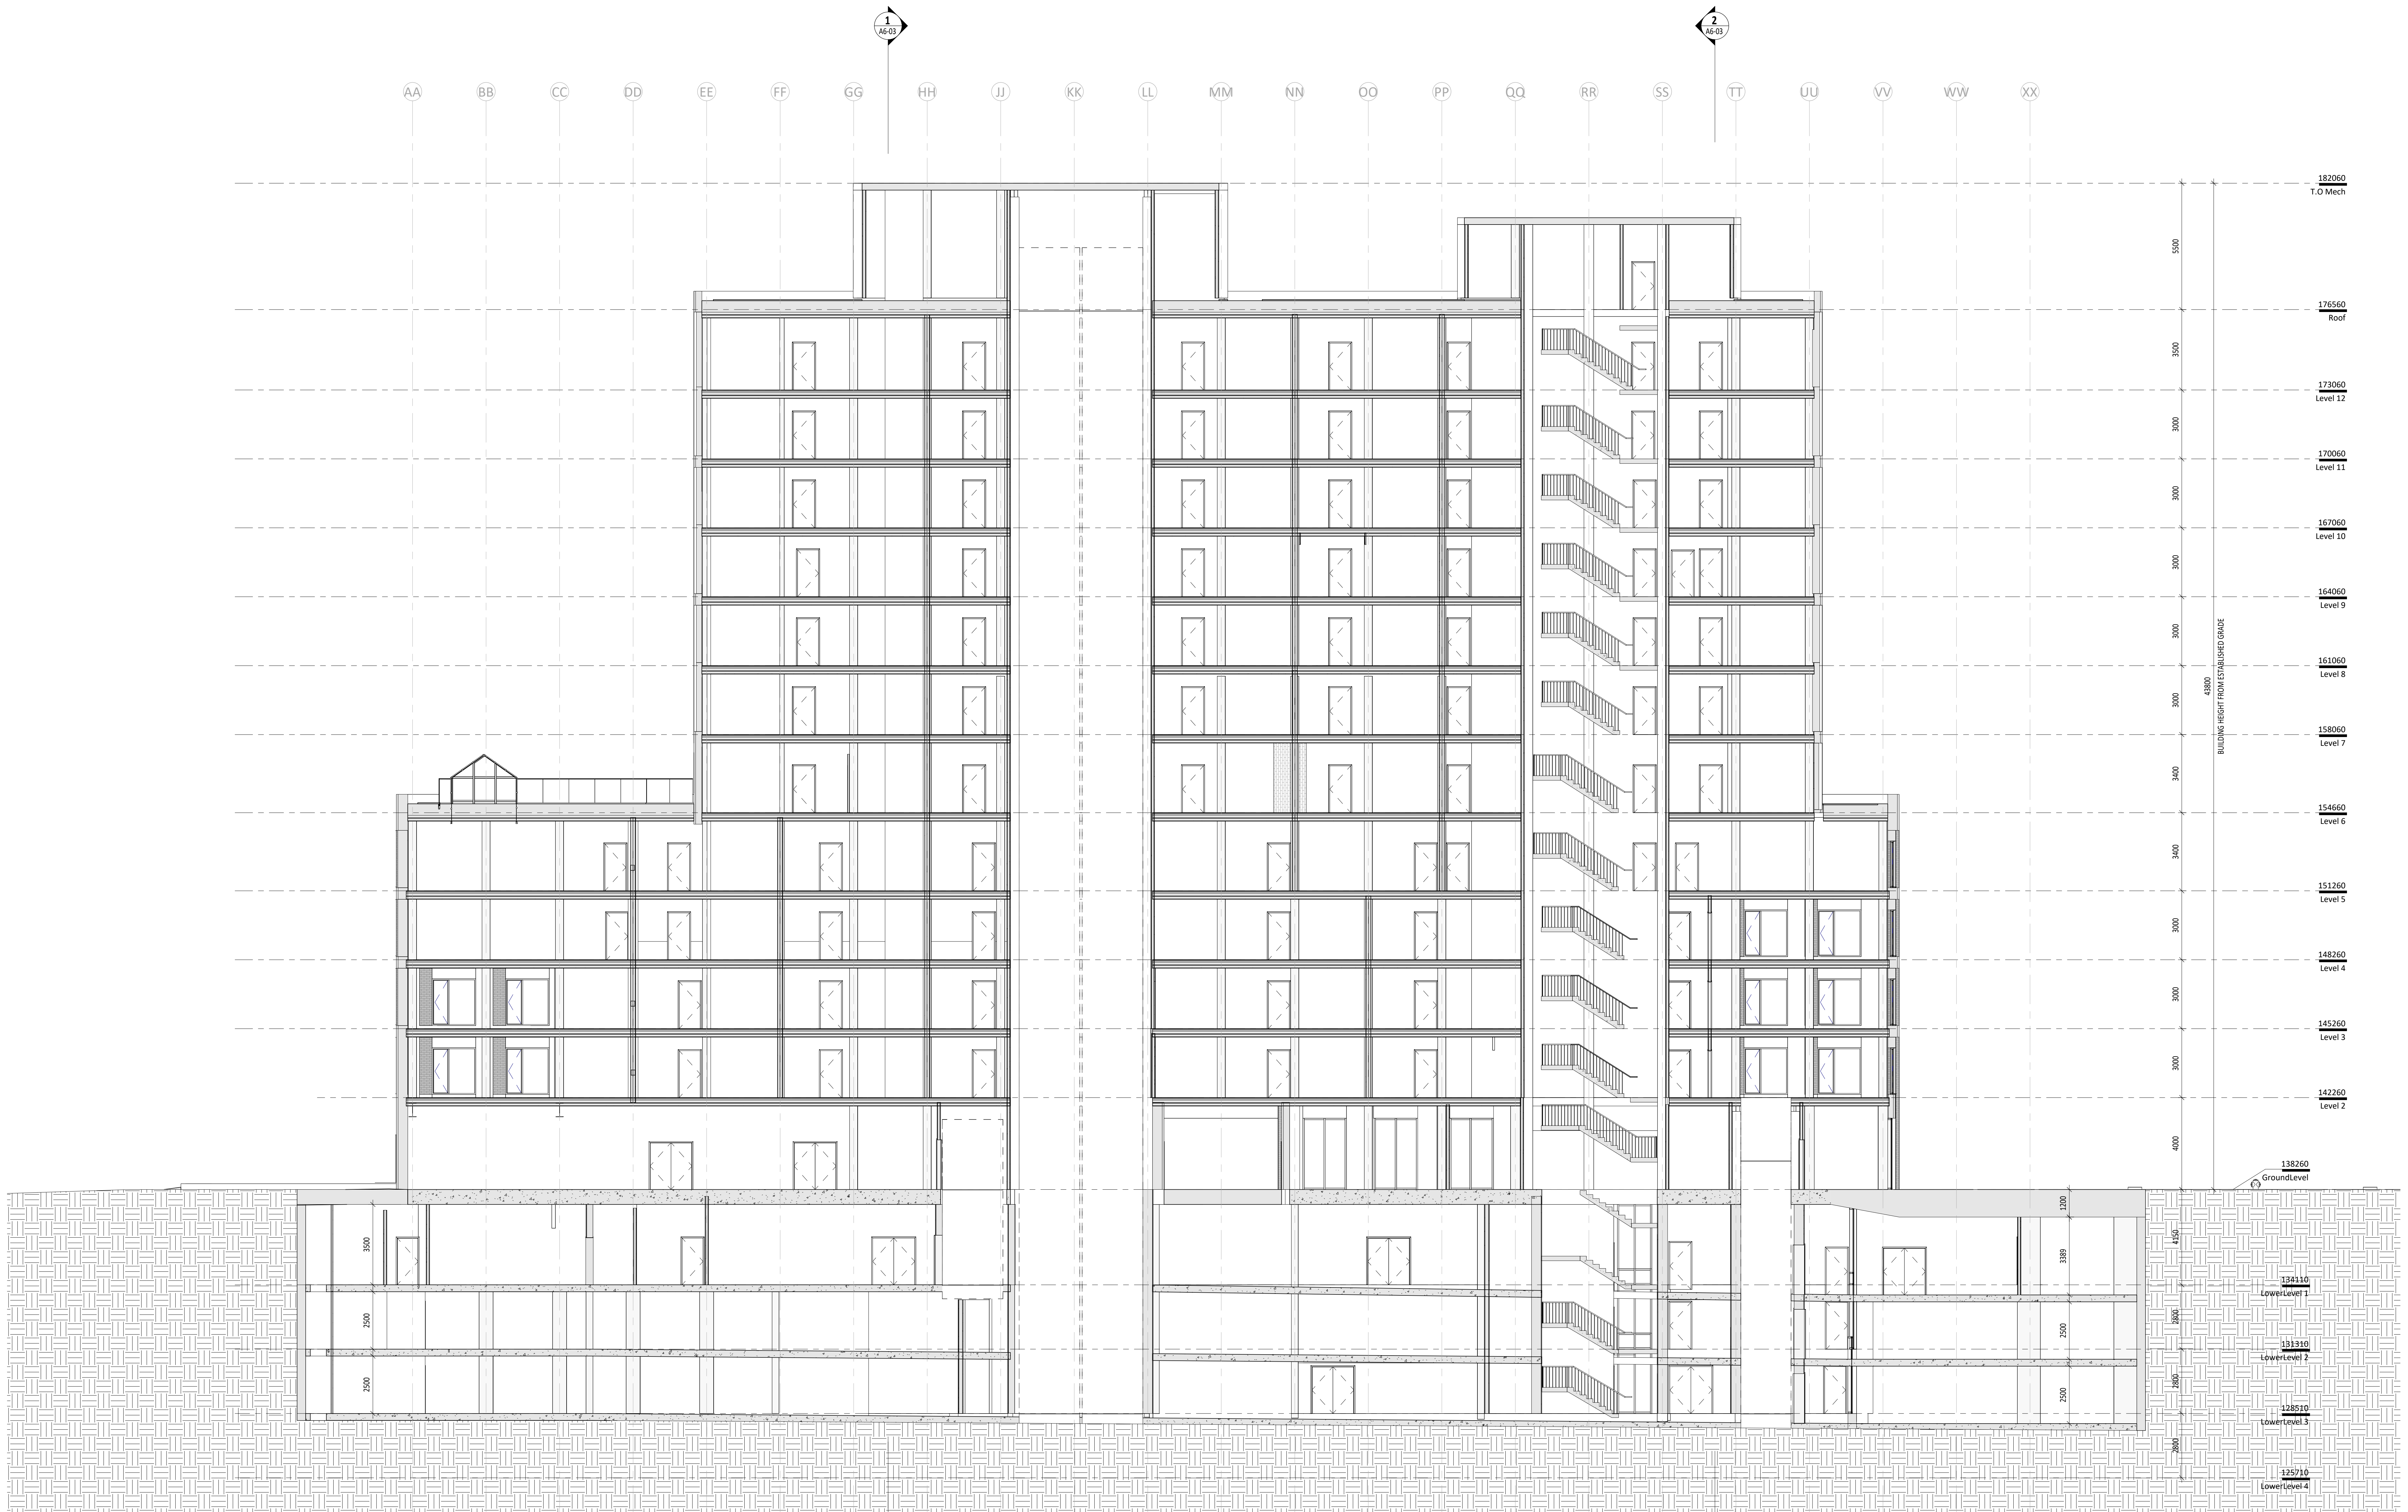 1
A6-03
2
A6-03
AA BB CC DD EE FF GG HH JJ KK LL MM NN OO PP QQ RR SS TT UU VV WW XX
182060
T.O Mech
5500
176560
Roof
3500
173060
Level 12
3000
170060
Level 11
3000
167060
Level 10
3000
164060
Level 9
3000
161060
Level 8
3000
158060
Level 7
3400
154660
Level 6
3400
151260
Level 5
3000
148260
Level 4
3000
145260
Level 3
3000
142260
Level 2
4000
138260
GroundLevel
43800
BUILDING HEIGHT FROM ESTABLISHED GRADE
1200
4150
3500
3389
134110
LowerLevel 1
2500
2500
2800
131310
LowerLevel 2
2500
2500
2800
128510
LowerLevel 3
2800
125710
LowerLevel 4